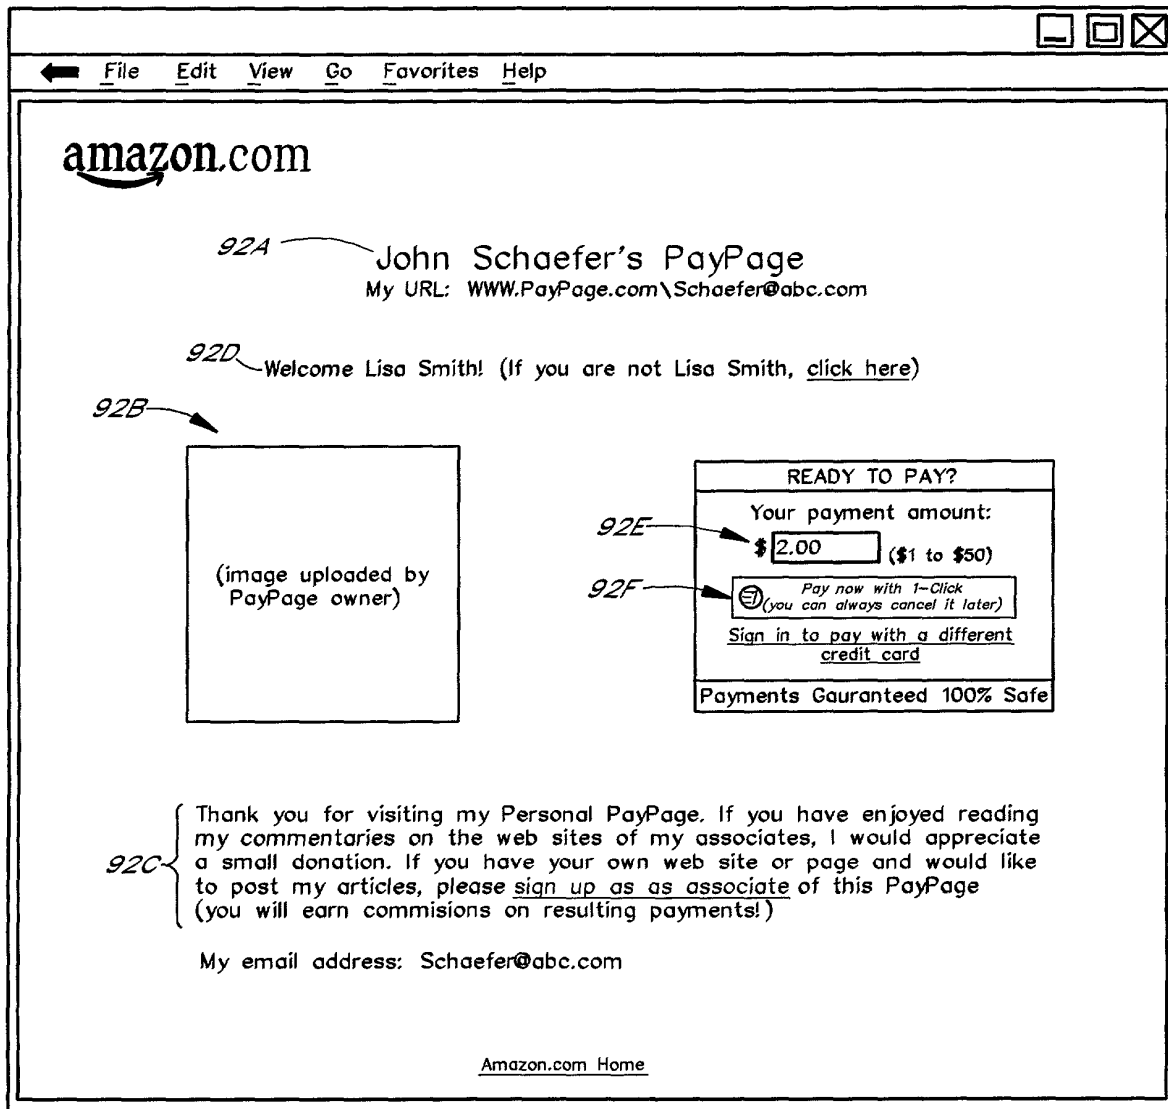 File Edit View Go Favorites Help
amazon.com
92A
John Schaefer's PayPage
My URL: WWW.PayPage.com\Schaefer@abc.com
92D
Welcome Lisa Smith! (If you are not Lisa Smith, click here)
92B
(image uploaded by
PayPage owner)
READY TO PAY?
Your payment amount:
92E
$ 2.00 ($1 to $50)
92F
Pay now with 1-Click
(you can always cancel it later)
Sign in to pay with a different
credit card
Payments Gauranteed 100% Safe
92C
Thank you for visiting my Personal PayPage. If you have enjoyed reading
my commentaries on the web sites of my associates, I would appreciate
a small donation. If you have your own web site or page and would like
to post my articles, please sign up as as associate of this PayPage
(you will earn commisions on resulting payments!)
My email address: Schaefer@abc.com
Amazon.com Home